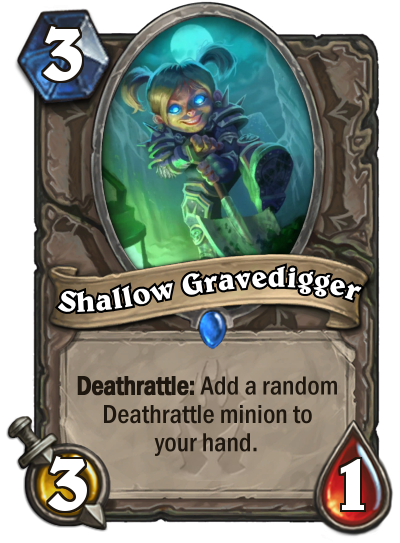 3
Shallow Gravedigger
Deathrattle: Add a random
Deathrattle minion to
your hand.
3
1